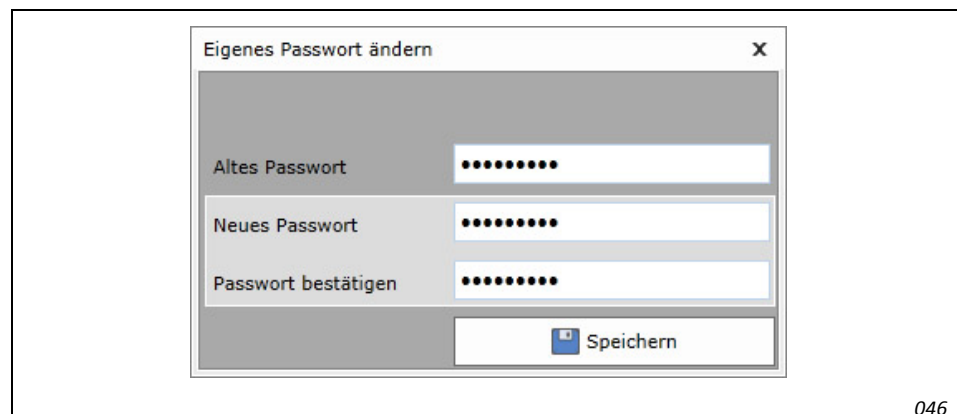 Eigenes Passwort ändern x
Altes Passwort •••••••••
Neues Passwort •••••••••
Passwort bestätigen •••••••••
Speichern
046